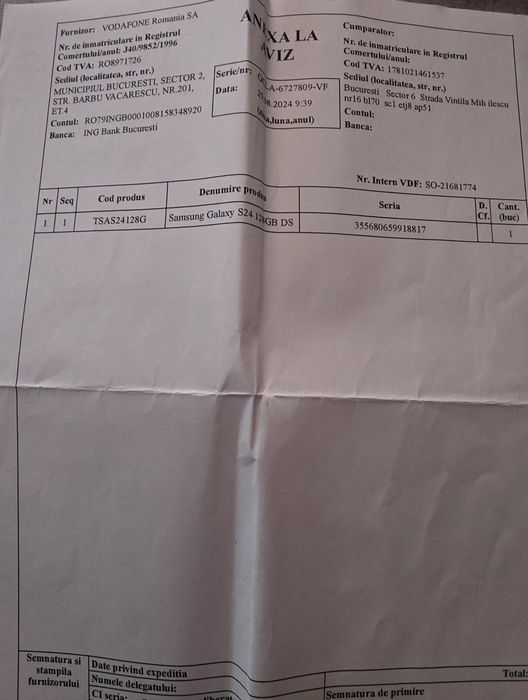 Furnizor: VODAFONE Romania SA
Nr. de inmatriculare in Registrul
Comertului/anul: J40/9852/1996
Cod TVA: RO8971726
Sediul (localitatea, str, nr.)
MUNICIPIUL BUCURESTI, SECTOR 2,
STR. BARBU VACARESCU, NR.201,
ET.4
Contul: RO79INGB0001008158348920
Banca: ING Bank Bucuresti
XA LA
VIZ
Serie/nr: LA-6727809-VF
Data: .08.2024 9:39
luna,anul)
Cumparator:
Nr. de inmatriculare in Registrul
Comertului/anul:
Cod TVA: 1781021461537
Sediul (localitatea, str, nr.)
Bucuresti Sector 6 Strada Vintila Mih ilescu
nr16 bl70 sc1 etj8 ap51
Contul:
Banca:
Nr. Intern VDF: SO-21681774
Nr Seq Cod produs Denumire produs Seria D. Cf. Cant. (buc)
1 1 TSAS24128G Samsung Galaxy S24 128GB DS 355680659918817 1
Semnatura si
stampila
furnizorului
Date privind expeditia
Numele delegatului:
CI seria:
Total:
Semnatura de primire